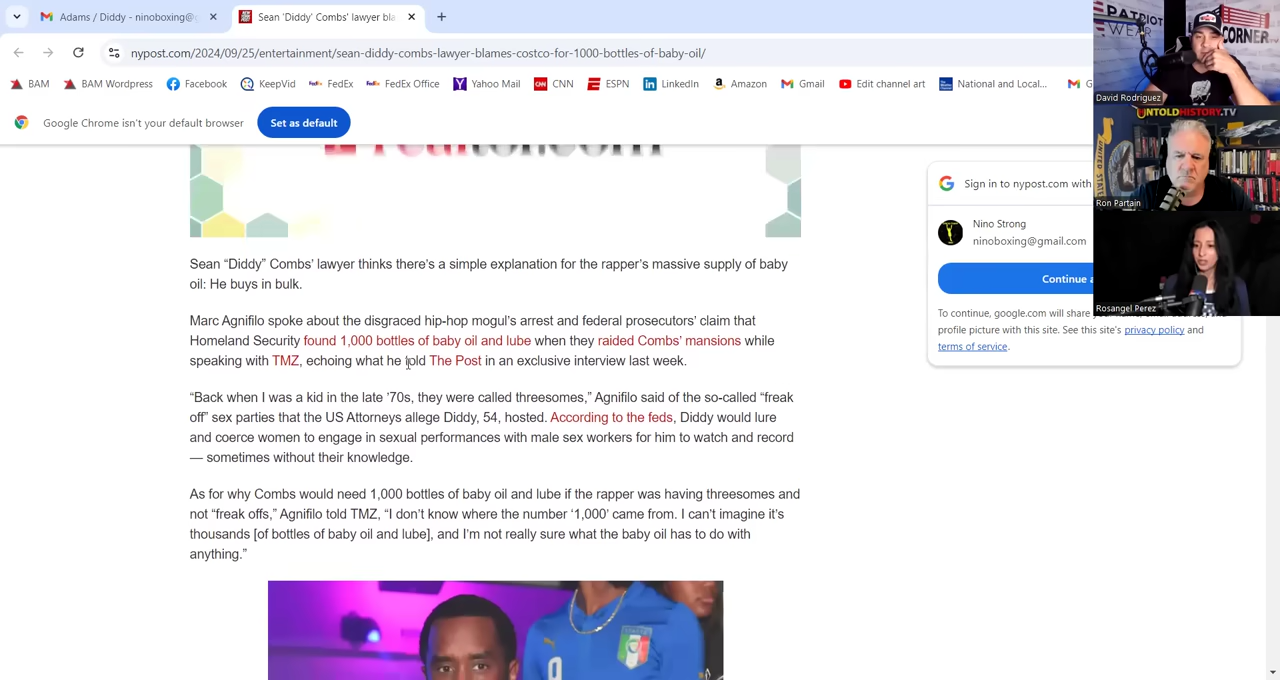 Adams / Diddy - ninoboxing@g
Sean 'Diddy' Combs' lawyer bla
nypost.com/2024/09/25/entertainment/sean-diddy-combs-lawyer-blames-costco-for-1000-bottles-of-baby-oil/
BAM
BAM Wordpress
Facebook
KeepVid
FedEx
FedEx Office
Yahoo Mail
CNN
ESPN
LinkedIn
Amazon
Gmail
Edit channel art
National and Local...
G
Google Chrome isn't your default browser
Set as default
PATRIOT
WEAR
CORNER
David Rodriguez
UNTOLDHISTORY.TV
UNITED STATE
Ron Partain
Rosangel Perez
Sign in to nypost.com with
Nino Strong
ninoboxing@gmail.com
Continue a
To continue, google.com will share
profile picture with this site. See this site's privacy policy and
terms of service.
Sean “Diddy” Combs’ lawyer thinks there’s a simple explanation for the rapper’s massive supply of baby
oil: He buys in bulk.
Marc Agnifilo spoke about the disgraced hip-hop mogul’s arrest and federal prosecutors’ claim that
Homeland Security found 1,000 bottles of baby oil and lube when they raided Combs’ mansions while
speaking with TMZ, echoing what he told The Post in an exclusive interview last week.
“Back when I was a kid in the late ’70s, they were called threesomes,” Agnifilo said of the so-called “freak
off” sex parties that the US Attorneys allege Diddy, 54, hosted. According to the feds, Diddy would lure
and coerce women to engage in sexual performances with male sex workers for him to watch and record
— sometimes without their knowledge.
As for why Combs would need 1,000 bottles of baby oil and lube if the rapper was having threesomes and
not “freak offs,” Agnifilo told TMZ, “I don’t know where the number ‘1,000’ came from. I can’t imagine it’s
thousands [of bottles of baby oil and lube], and I’m not really sure what the baby oil has to do with
anything.”